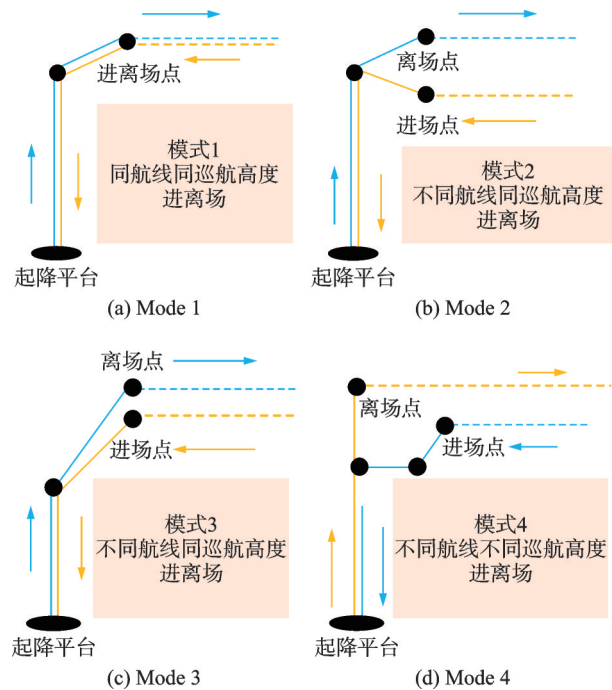 进离场点
模式1
同航线同巡航高度
进离场
起降平台
(a) Mode 1
离场点
进场点
模式2
不同航线同巡航高度
进离场
起降平台
(b) Mode 2
离场点
进场点
模式3
不同航线同巡航高度
进离场
起降平台
(c) Mode 3
离场点
进场点
模式4
不同航线不同巡航高度
进离场
起降平台
(d) Mode 4